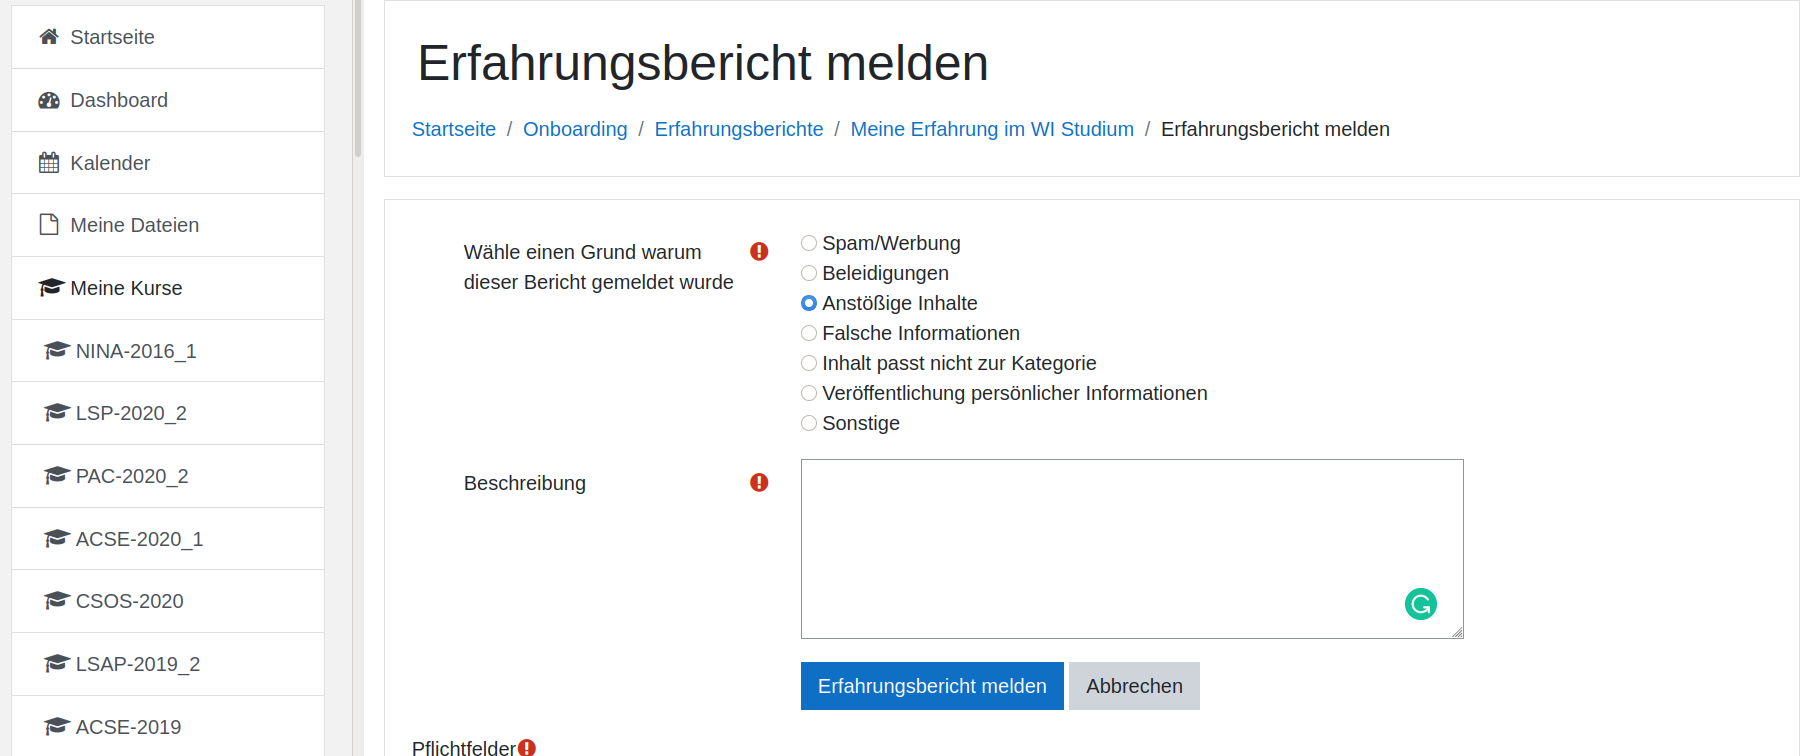 Startseite
Dashboard
Kalender
Meine Dateien
Meine Kurse
NINA-2016_1
LSP-2020_2
PAC-2020_2
ACSE-2020_1
CSOS-2020
LSAP-2019_2
ACSE-2019
Erfahrungsbericht melden
Startseite / Onboarding / Erfahrungsberichte / Meine Erfahrung im WI Studium / Erfahrungsbericht melden
Wähle einen Grund warum
dieser Bericht gemeldet wurde
Spam/Werbung
Beleidigungen
Anstößige Inhalte
Falsche Informationen
Inhalt passt nicht zur Kategorie
Veröffentlichung persönlicher Informationen
Sonstige
Beschreibung
Erfahrungsbericht melden Abbrechen
Pflichtfelder